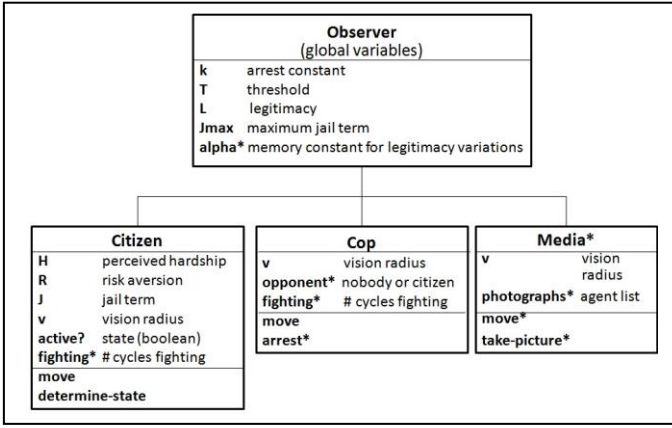 Observer
(global variables)
k arrest constant
T threshold
L legitimacy
Jmax maximum jail term
alpha* memory constant for legitimacy variations
Citizen
H perceived hardship
R risk aversion
J jail term
v vision radius
active? state (boolean)
fighting* # cycles fighting
move
determine-state
Cop
v vision radius
opponent* nobody or citizen
fighting* # cycles fighting
move
arrest*
Media*
v vision
radius
photographs* agent list
move*
take-picture*